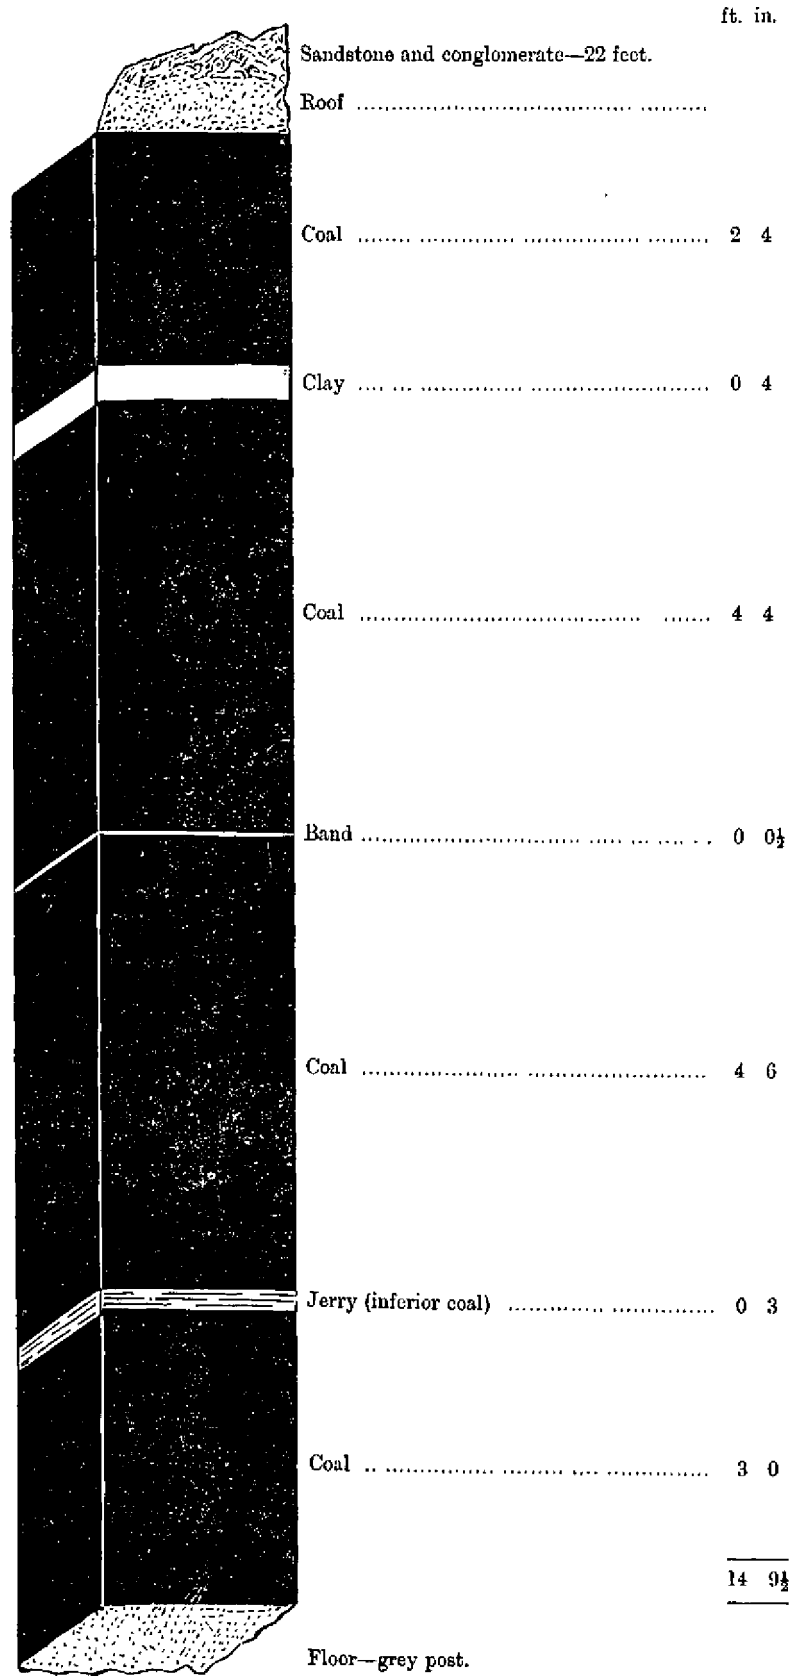 ft. in.
Sandstone and conglomerate—22 feet.
Roof ........................................
Coal ........................................ 2 4
Clay ........................................ 0 4
Coal ........................................ 4 4
Band ........................................ 0 0½
Coal ........................................ 4 6
Jerry (inferior coal) ........................................ 0 3
Coal ........................................ 3 0
14 9½
Floor—grey post.